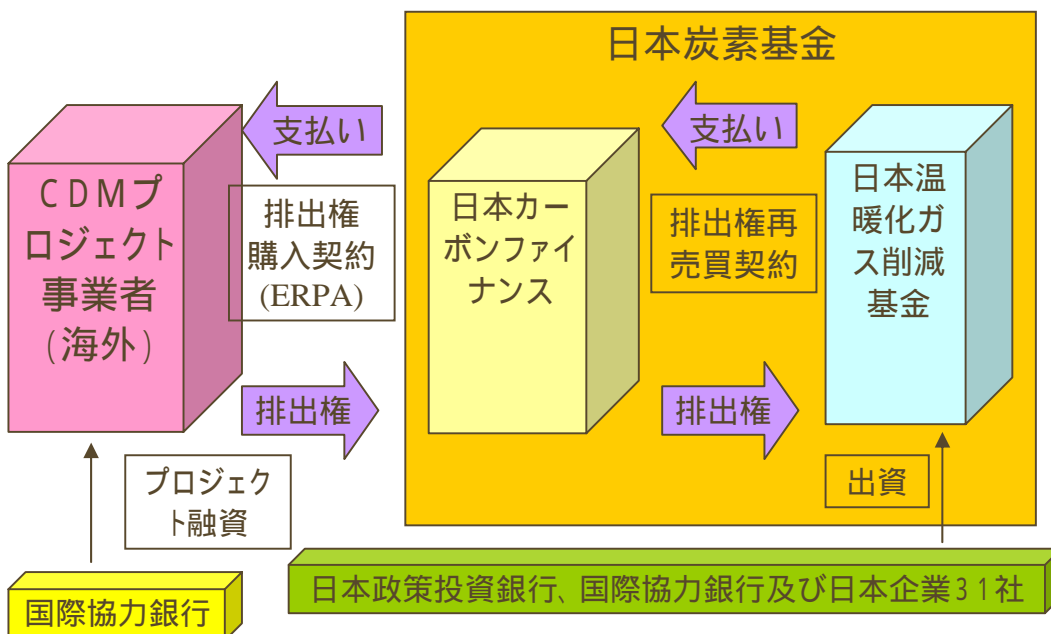 日本炭素基金
支払い
支払い
CDMプ
ロジェクト
事業者
(海外)
排出権
購入契約
(ERPA)
日本カー
ボンファイ
ナンス
排出権再
売買契約
日本温
暖化ガ
ス削減
基金
排出権
排出権
プロジェク
ト融資
出資
国際協力銀行
日本政策投資銀行、国際協力銀行及び日本企業31社